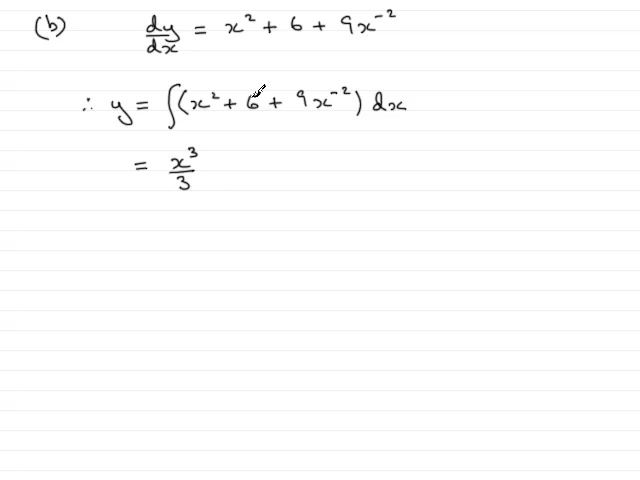 (b) dy/dx = x² + 6 + 9x⁻²
∴ y = ∫(x² + 6 + 9x⁻²) dx
= x³/3